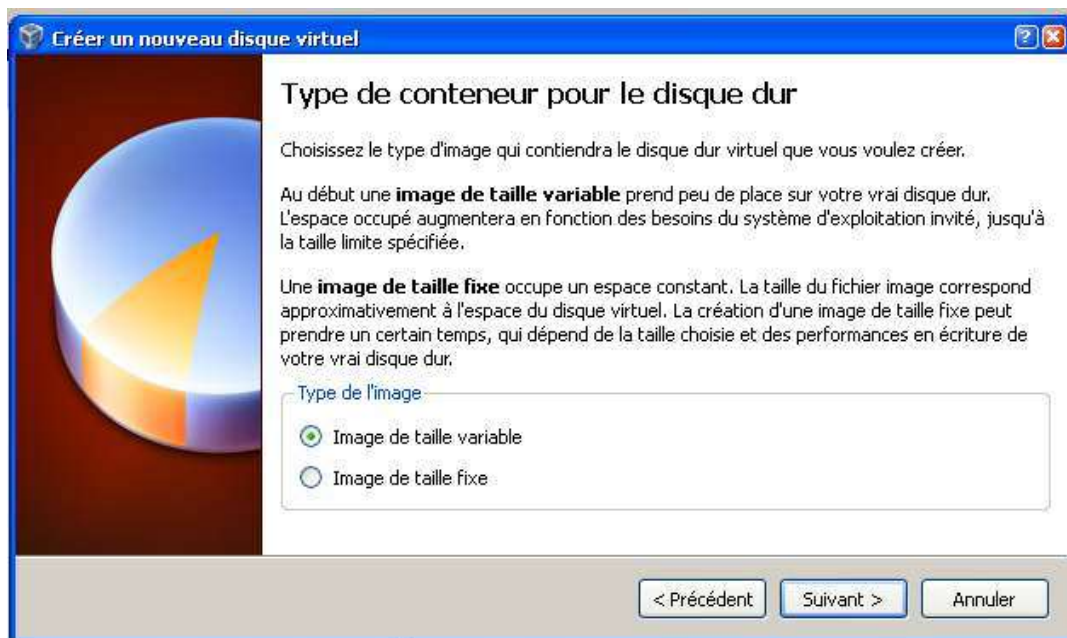 Créer un nouveau disque virtuel
Type de conteneur pour le disque dur
Choisissez le type d'image qui contiendra le disque dur virtuel que vous voulez créer.
Au début une image de taille variable prend peu de place sur votre vrai disque dur.
L'espace occupé augmentera en fonction des besoins du système d'exploitation invité, jusqu'à
la taille limite spécifiée.
Une image de taille fixe occupe un espace constant. La taille du fichier image correspond
approximativement à l'espace du disque virtuel. La création d'une image de taille fixe peut
prendre un certain temps, qui dépend de la taille choisie et des performances en écriture de
votre vrai disque dur.
Type de l'image
Image de taille variable
Image de taille fixe
< Précédent
Suivant >
Annuler